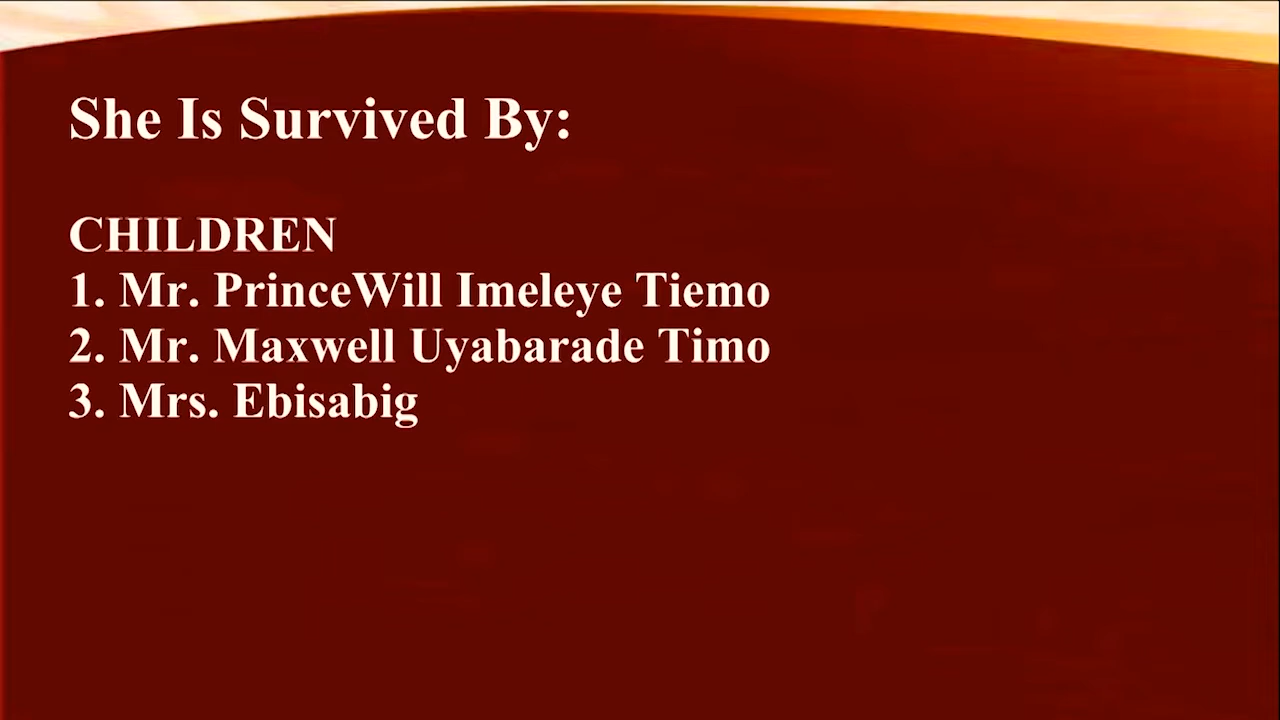 She Is Survived By:
CHILDREN
1. Mr. PrinceWill Imeleye Tiemo
2. Mr. Maxwell Uyabarade Timo
3. Mrs. Ebisabig